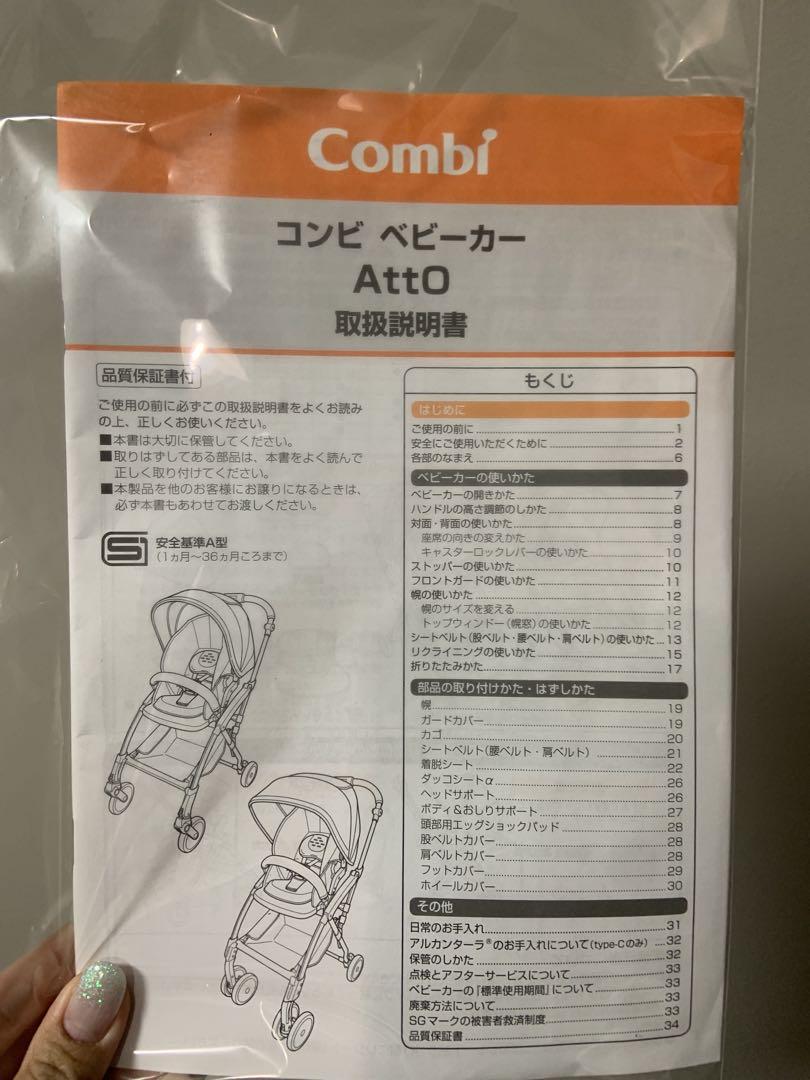 Combi
コンビ ベビーカー
AttO
取扱説明書
品質保証書付
ご使用の前に必ずこの取扱説明書をよくお読み
の上、正しくお使いください。
■本書は大切に保管してください。
■取りはずしてある部品は、本書をよく読んで
正しく取り付けてください。
■本製品を他のお客様にお譲りになるときは、
必ず本書もあわせてお渡しください。
安全基準A型
(1ヵ月～36ヵ月ころまで)
もくじ
はじめに
ご使用の前に 1
安全にご使用いただくために 2
各部のなまえ 6
ベビーカーの使いかた
ベビーカーの開きかた 7
ハンドルの高さ調節のしかた 8
対面・背面の使いかた 8
座席の向きの変えかた 9
キャスターロックレバーの使いかた 10
ストッパーの使いかた 10
フロントガードの使いかた 11
幌の使いかた 12
幌のサイズを変える 12
トップウィンドー(幌窓)の使いかた 12
シートベルト(股ベルト・腰ベルト・肩ベルト)の使いかた 13
リクライニングの使いかた 15
折りたたみかた 17
部品の取り付けかた・はずしかた
幌 19
ガードカバー 19
カゴ 20
シートベルト(腰ベルト・肩ベルト) 21
着脱シート 22
ダッコシートα 26
ヘッドサポート 26
ボディ&おしりサポート 27
頭部用エッグショックパッド 28
股ベルトカバー 28
肩ベルトカバー 28
フットカバー 29
ホイールカバー 30
その他
日常のお手入れ 31
アルカンターラ®のお手入れについて(type-Cのみ) 32
保管のしかた 32
点検とアフターサービスについて 33
ベビーカーの「標準使用期間」について 33
廃棄方法について 33
SGマークの被害者救済制度 33
品質保証書 34